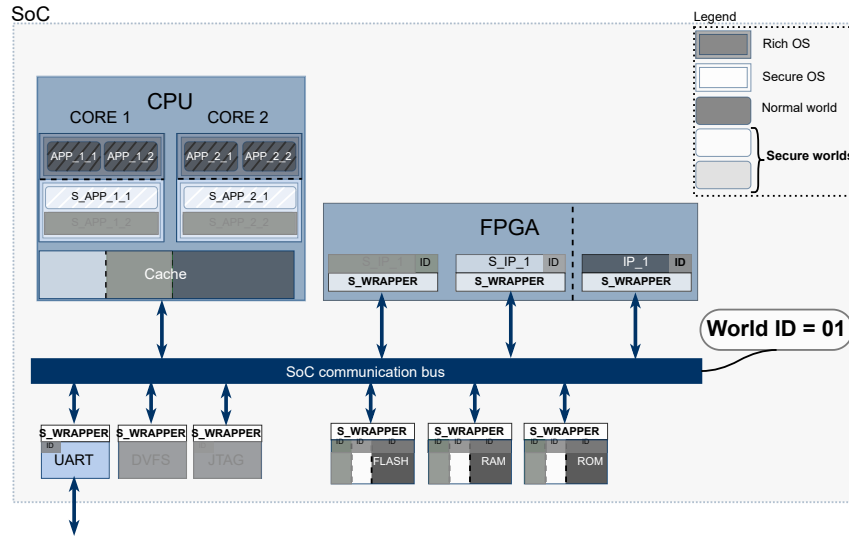 SoC
Legend
Rich OS
Secure OS
Normal world
Secure worlds
CPU
CORE 1
CORE 2
APP_1_1
APP_1_2
APP_2_1
APP_2_2
S_APP_1_1
S_APP_2_1
S_APP_1_2
S_APP_2_2
Cache
FPGA
S_IP_1
ID
S_IP_1
ID
IP_1
ID
S_WRAPPER
S_WRAPPER
S_WRAPPER
World ID = 01
SoC communication bus
S_WRAPPER
S_WRAPPER
S_WRAPPER
S_WRAPPER
S_WRAPPER
S_WRAPPER
ID
ID
ID
ID
ID
ID
ID
ID
ID
ID
UART
DVFS
JTAG
FLASH
RAM
ROM